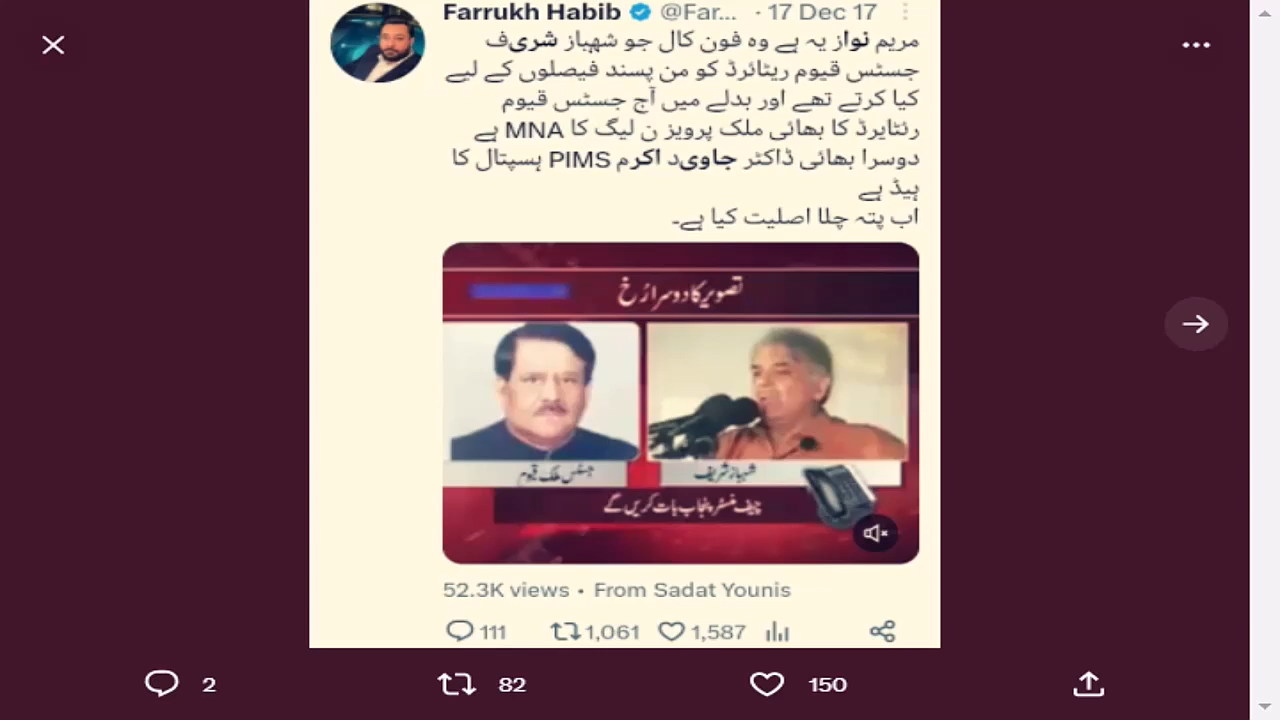 Farrukh Habib @Far... · 17 Dec 17
مریم نواز یہ ہے وہ فون کال جو شہباز شریف
جسٹس قیوم ریٹائرڈ کو من پسند فیصلوں کے لیے
کیا کرتے تھے اور بدلے میں آج جسٹس قیوم
رئٹایرڈ کا بھائی ملک پرویز ن لیگ کا MNA ہے
دوسرا بھائی ڈاکٹر جاوید اکرم PIMS ہسپتال کا
ہیڈ ہے
اب پتہ چلا اصلیت کیا ہے۔
تصویر کا دوسرا رُخ
جسٹس ملک قیوم
شہباز شریف
چیف منسٹر پنجاب بات کریں گے
52.3K views • From Sadat Younis
111 1,061 1,587
2 82 150